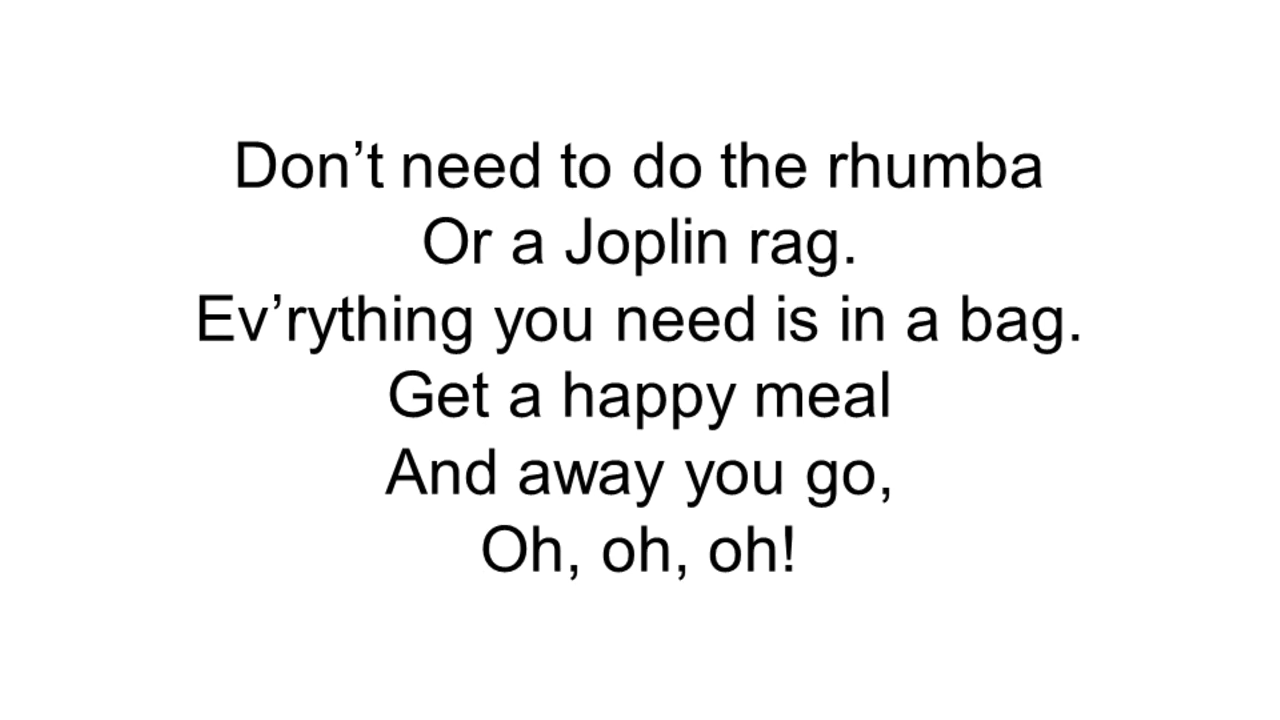 Don’t need to do the rhumba
Or a Joplin rag.
Ev’rything you need is in a bag.
Get a happy meal
And away you go,
Oh, oh, oh!